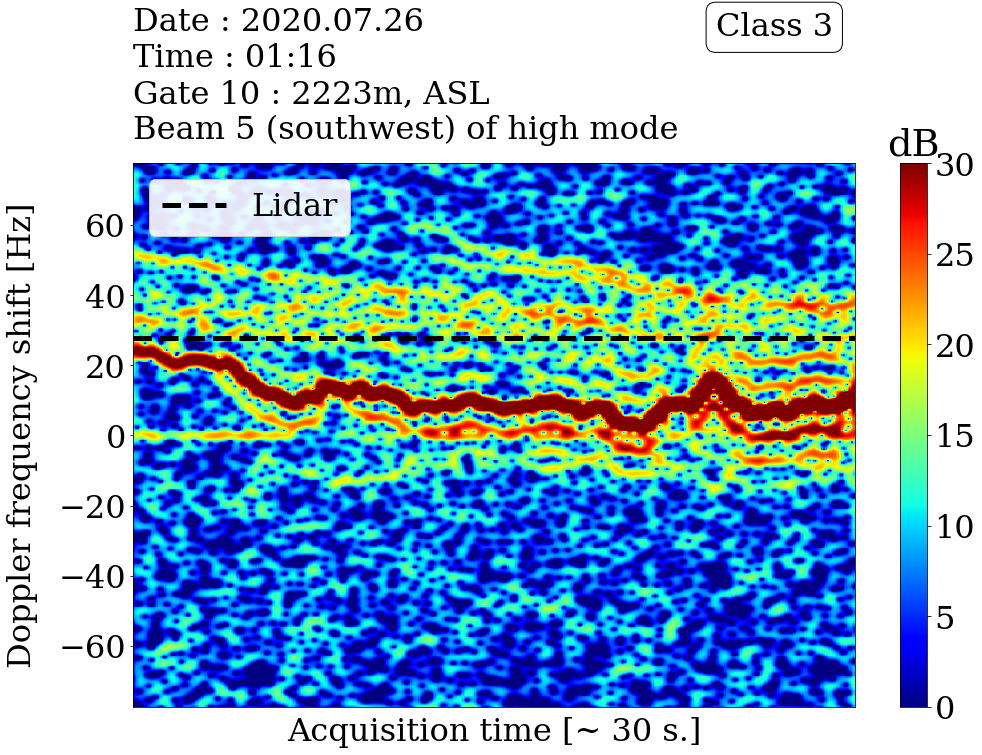 Date : 2020.07.26
Time : 01:16
Gate 10 : 2223m, ASL
Beam 5 (southwest) of high mode
Class 3
dB
Lidar
Doppler frequency shift [Hz]
60
40
20
0
−20
−40
−60
30
25
20
15
10
5
0
Acquisition time [~ 30 s.]